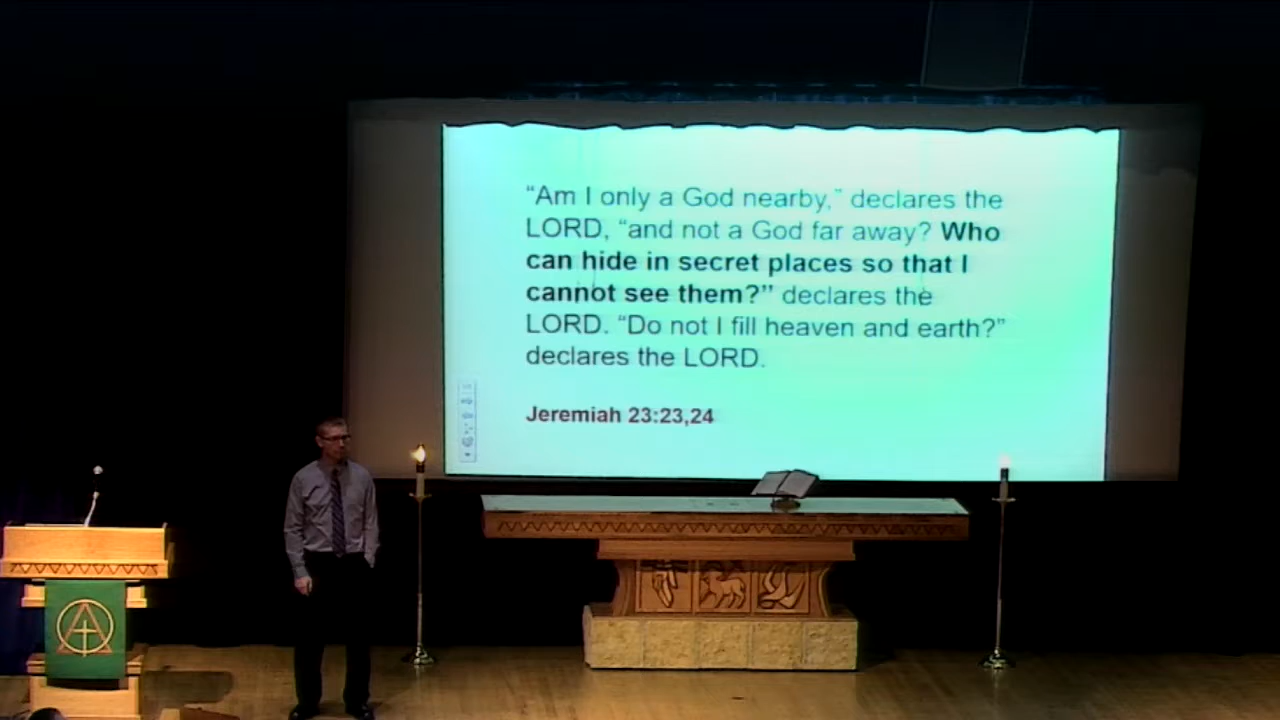 “Am I only a God nearby,” declares the
LORD, “and not a God far away? Who
can hide in secret places so that I
cannot see them?” declares the
LORD. “Do not I fill heaven and earth?”
declares the LORD.
Jeremiah 23:23,24